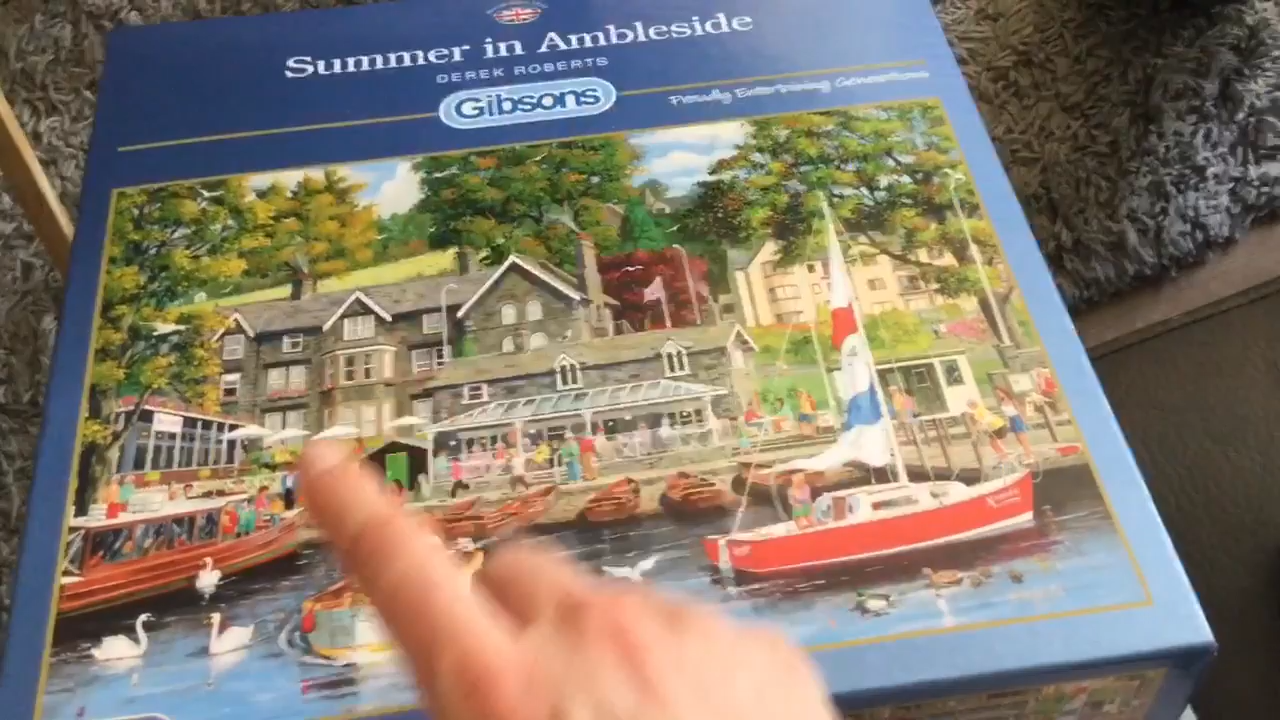 Summer in Ambleside
DEREK ROBERTS
Gibsons
Proudly Entertaining Generations